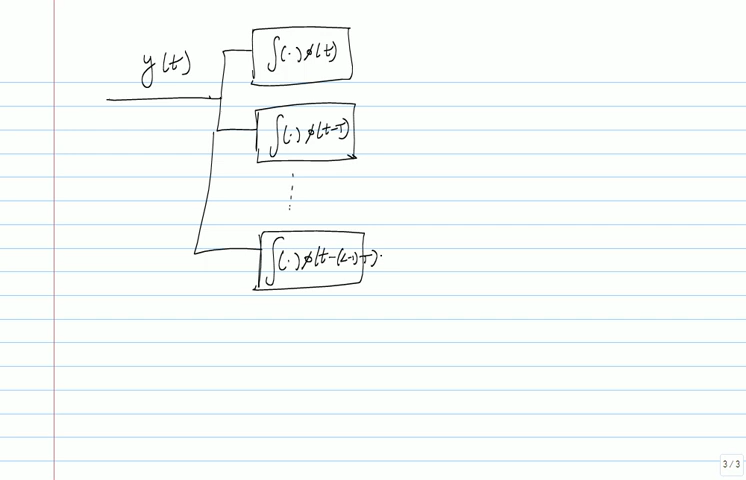 y(t)
∫(·) φ(t)
∫(·) φ(t-T)
∫(·) φ(t-(L-1)T).
3 / 3